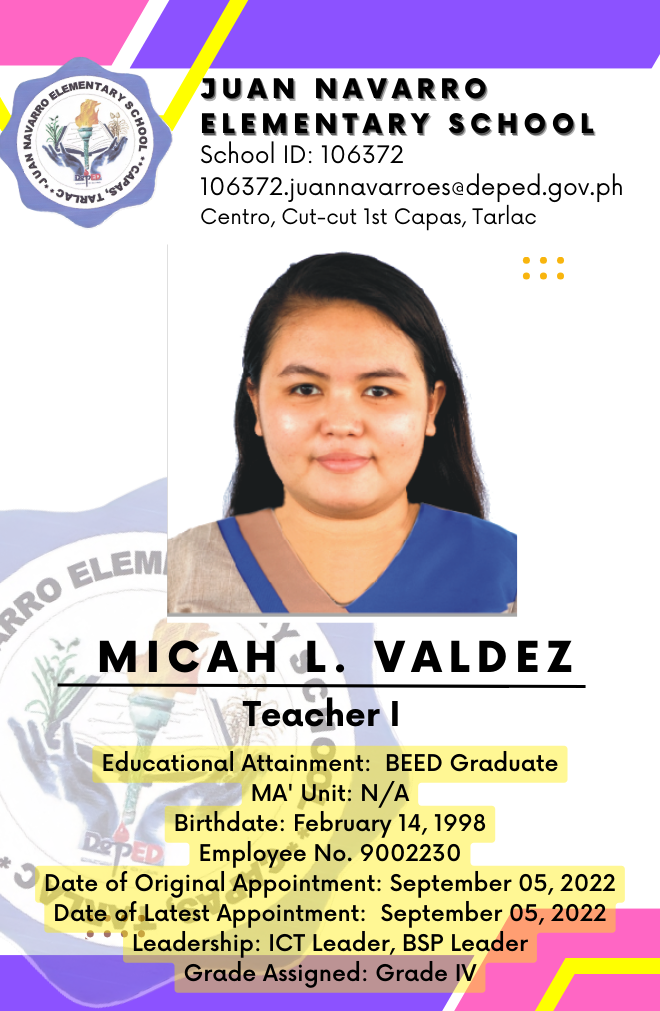 JUAN NAVARRO ELEMENTARY SCHOOL * CAPAS, TARLAC *
DepED
JUAN NAVARRO
ELEMENTARY SCHOOL
School ID: 106372
106372.juannavarroes@deped.gov.ph
Centro, Cut-cut 1st Capas, Tarlac
MICAH L. VALDEZ
Teacher I
Educational Attainment: BEED Graduate
MA' Unit: N/A
Birthdate: February 14, 1998
Employee No. 9002230
Date of Original Appointment: September 05, 2022
Date of Latest Appointment: September 05, 2022
Leadership: ICT Leader, BSP Leader
Grade Assigned: Grade IV
DepED